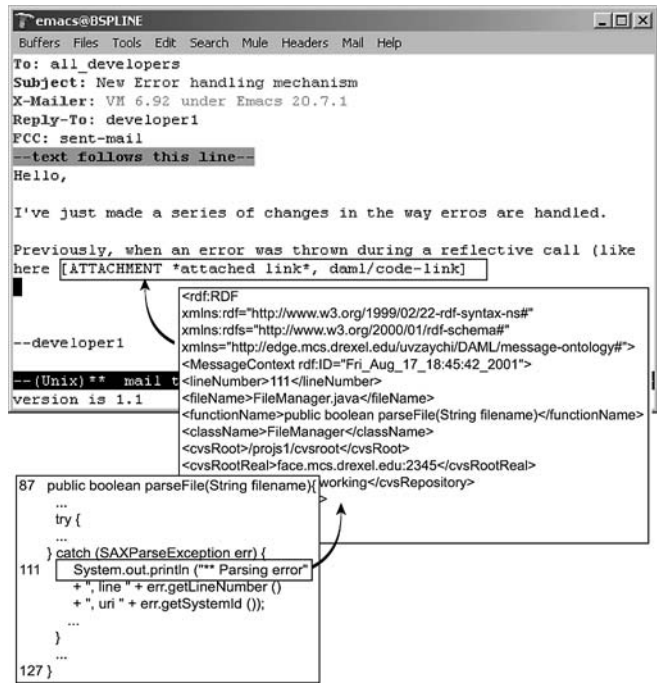 emacs@BSPLINE
Buffers Files Tools Edit Search Mule Headers Mail Help
To: all_developers
Subject: New Error handling mechanism
X-Mailer: VM 6.92 under Emacs 20.7.1
Reply-To: developer1
FCC: sent-mail
--text follows this line--
Hello,
I've just made a series of changes in the way erros are handled.
Previously, when an error was thrown during a reflective call (like
here [ATTACHMENT *attached link*, daml/code-link]
--developer1
--(Unix)** mail t
version is 1.1
<rdf:RDF
xmlns:rdf="http://www.w3.org/1999/02/22-rdf-syntax-ns#"
xmlns:rdfs="http://www.w3.org/2000/01/rdf-schema#"
xmlns="http://edge.mcs.drexel.edu/uvzaychi/DAML/message-ontology#">
<MessageContext rdf:ID="Fri_Aug_17_18:45:42_2001">
<lineNumber>111</lineNumber>
<fileName>FileManager.java</fileName>
<functionName>public boolean parseFile(String filename)</functionName>
<className>FileManager</className>
<cvsRoot>/projs1/cvsroot</cvsRoot>
<cvsRootReal>face.mcs.drexel.edu:2345</cvsRootReal>
working</cvsRepository>
>
87 public boolean parseFile(String filename){
...
try {
...
} catch (SAXParseException err) {
111 System.out.println ("** Parsing error"
+ ", line " + err.getLineNumber ()
+ ", uri " + err.getSystemId ());
...
}
...
127 }